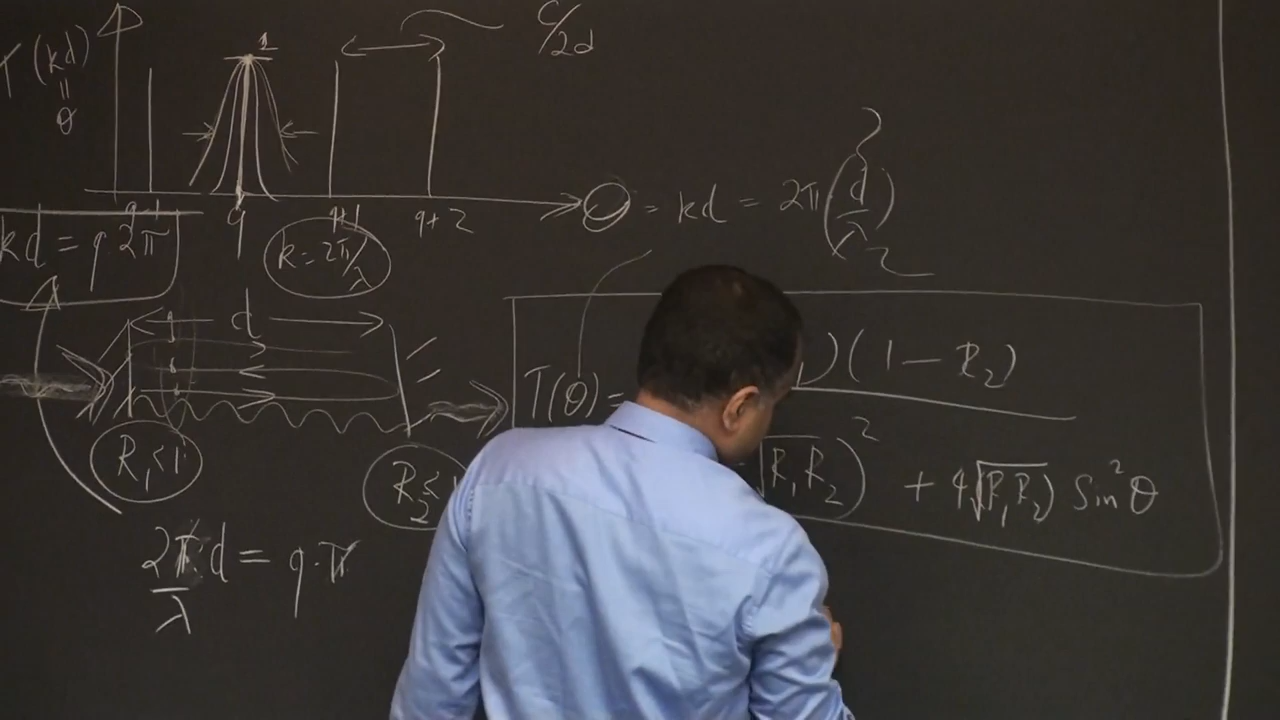 T (kd)
=
θ
1
c/2d
q-1 q q+1 q+2
θ = kd = 2π (d/λ)
kd = q·2π
k = 2π/λ
d
R₁<1
R₂<
T(θ) = )(1 - R₂)
√R₁R₂)² + 4√R₁R₂) Sin²θ
2π/λ · d = q·π